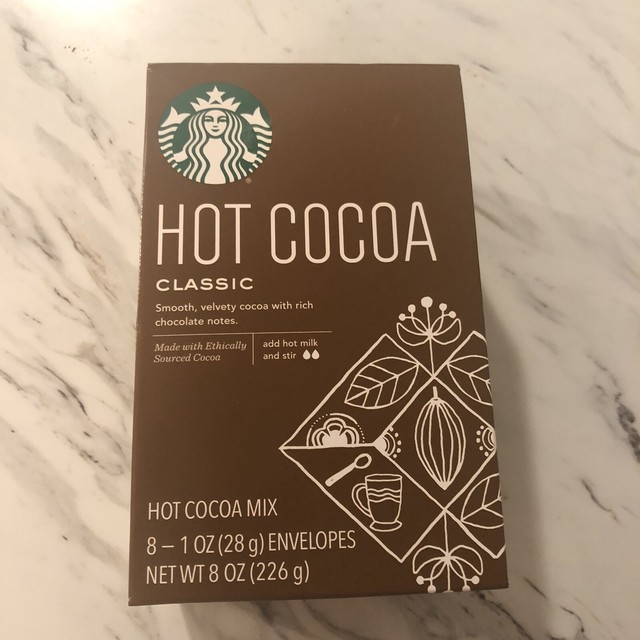 HOT COCOA
CLASSIC
Smooth, velvety cocoa with rich
chocolate notes.
Made with Ethically
Sourced Cocoa
add hot milk
and stir
HOT COCOA MIX
8 – 1 OZ (28 g) ENVELOPES
NET WT 8 OZ (226 g)